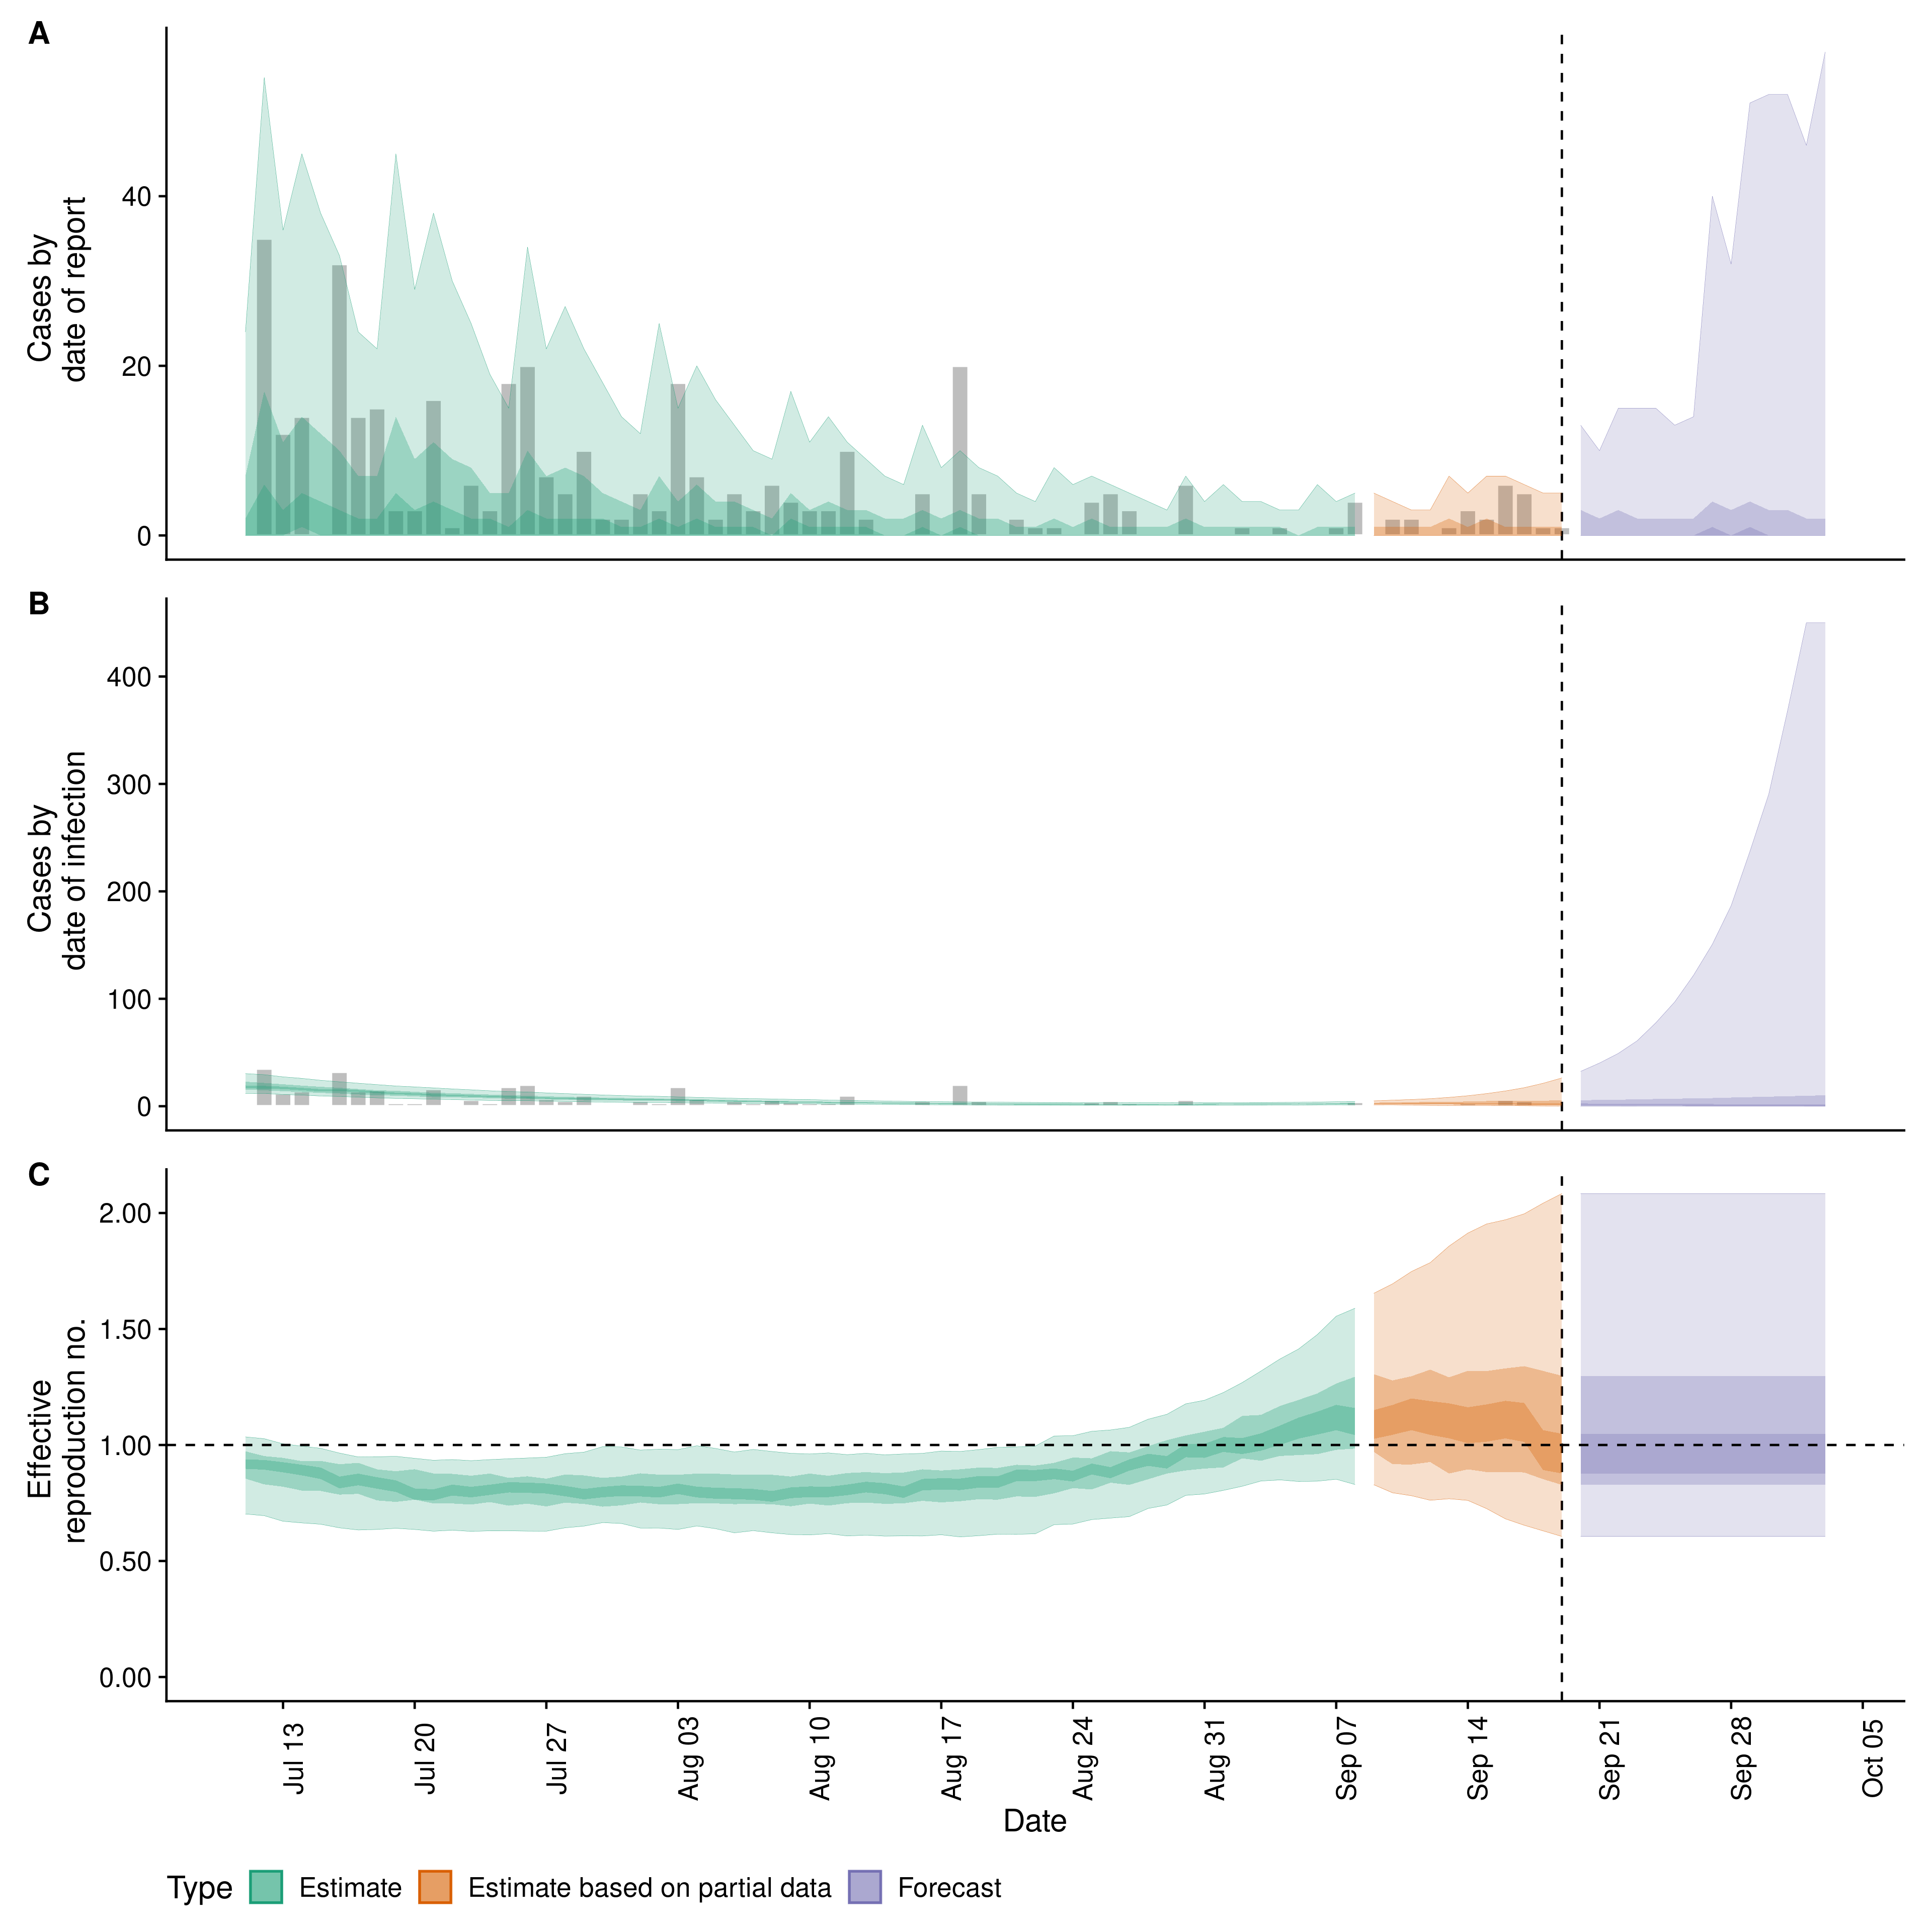 A
Cases by
date of report
40
20
0
B
Cases by
date of infection
400
300
200
100
0
C
Effective
reproduction no.
2.00
1.50
1.00
0.50
0.00
Jul 13
Jul 20
Jul 27
Aug 03
Aug 10
Aug 17
Aug 24
Aug 31
Sep 07
Sep 14
Sep 21
Sep 28
Oct 05
Date
Type Estimate Estimate based on partial data Forecast